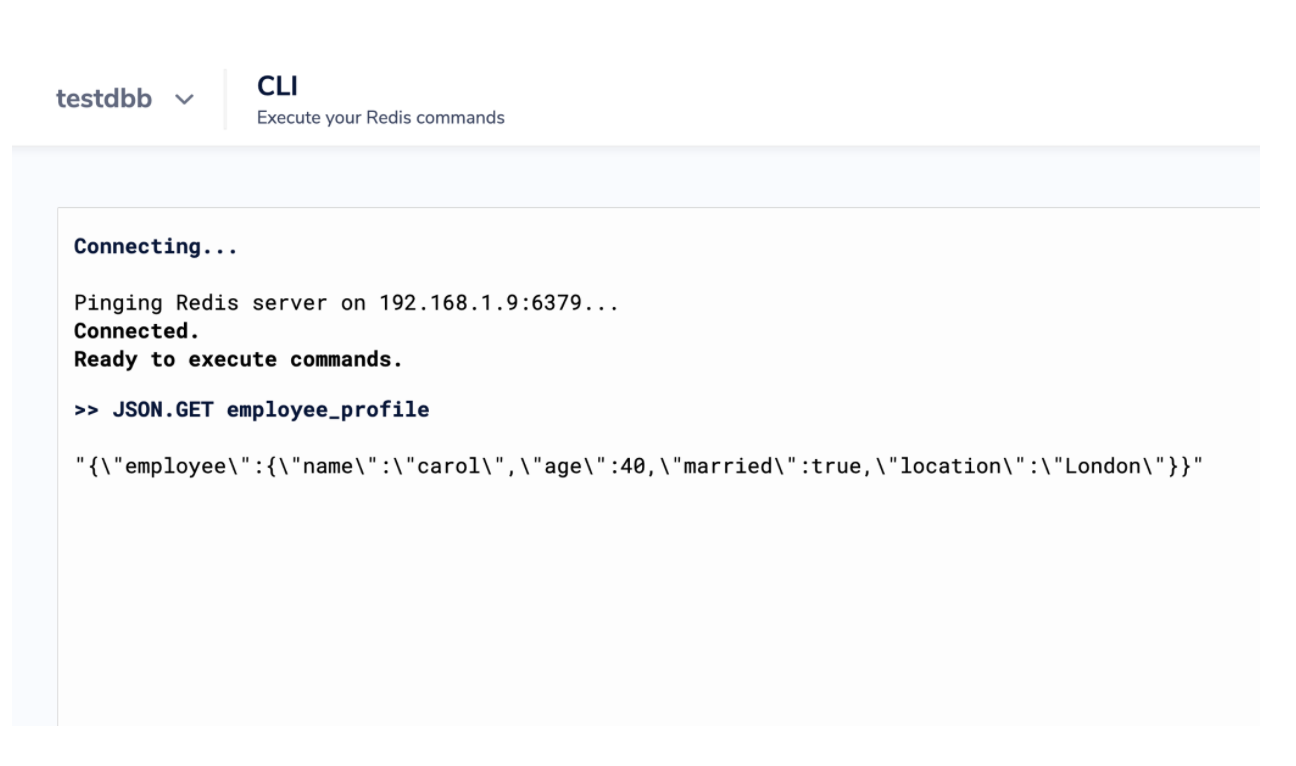 testdbb
CLI
Execute your Redis commands
Connecting...
Pinging Redis server on 192.168.1.9:6379...
Connected.
Ready to execute commands.
>> JSON.GET employee_profile
"{\"employee\":{\"name\":\"carol\",\"age\":40,\"married\":true,\"location\":\"London\"}}"